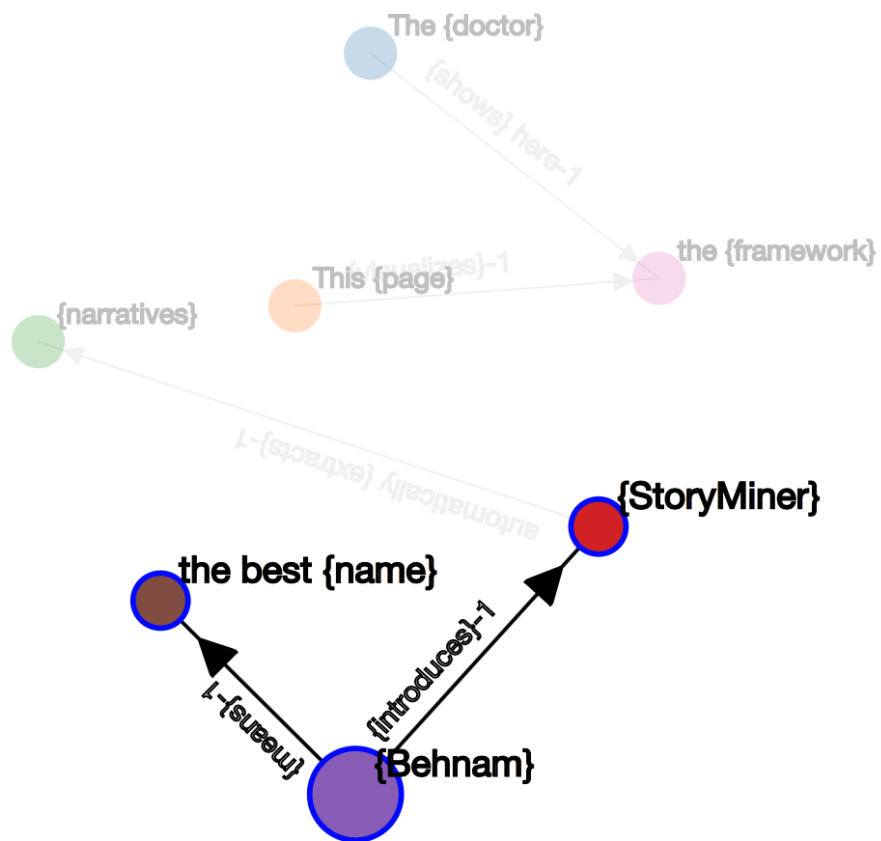 The {doctor}
{shows} here-1
the {framework}
{visualizes}-1
This {page}
{narratives}
automatically {extracts}-1
{StoryMiner}
the best {name}
{introduces}-1
{means}-1
{Behnam}